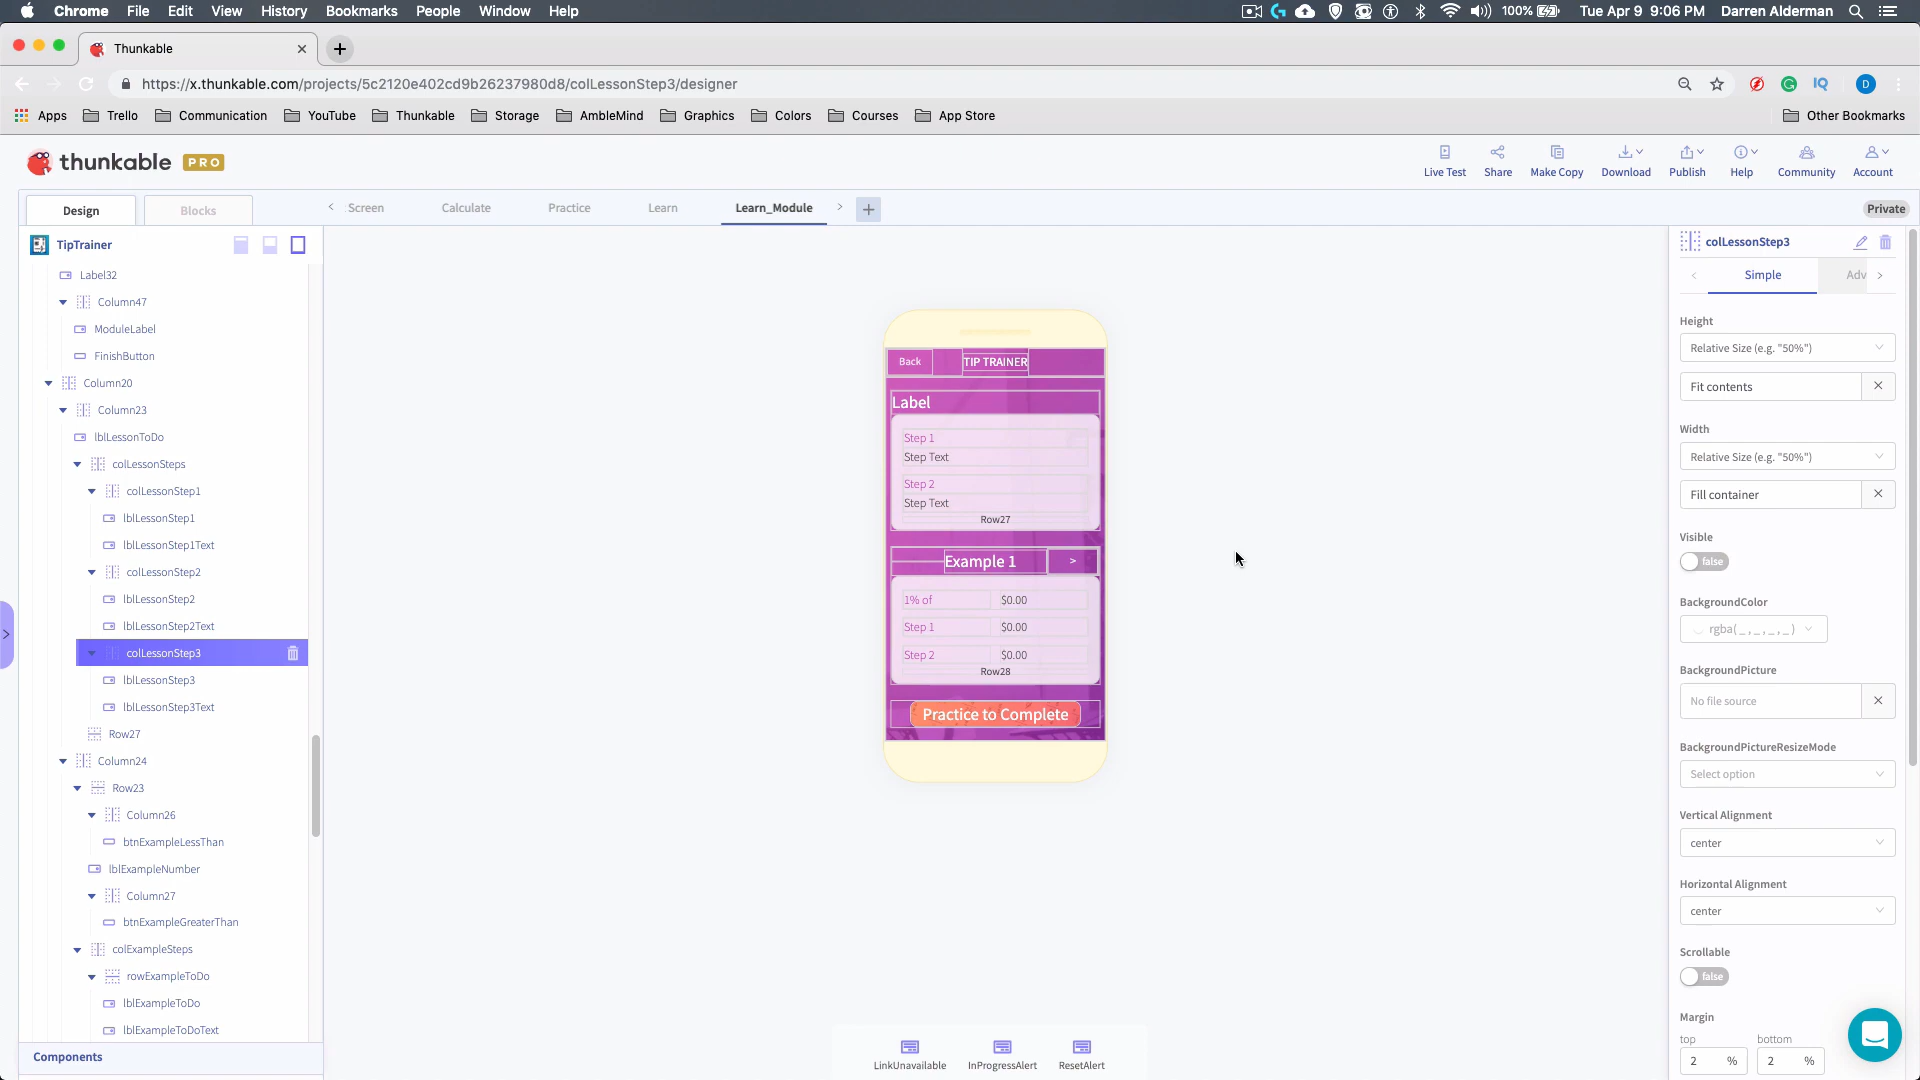 Chrome File Edit View History Bookmarks People Window Help 100% Tue Apr 9 9:06 PM Darren Alderman
Thunkable
https://x.thunkable.com/projects/5c2120e402cd9b26237980d8/colLessonStep3/designer D
Apps Trello Communication YouTube Thunkable Storage AmbleMind Graphics Colors Courses App Store Other Bookmarks
thunkable PRO
Live Test Share Make Copy Download Publish Help Community Account
Design Blocks
< Screen Calculate Practice Learn Learn_Module > +
Private
TipTrainer
Label32
Column47
ModuleLabel
FinishButton
Column20
Column23
lblLessonToDo
colLessonSteps
colLessonStep1
lblLessonStep1
lblLessonStep1Text
colLessonStep2
lblLessonStep2
lblLessonStep2Text
colLessonStep3
lblLessonStep3
lblLessonStep3Text
Row27
Column24
Row23
Column26
btnExampleLessThan
lblExampleNumber
Column27
btnExampleGreaterThan
colExampleSteps
rowExampleToDo
lblExampleToDo
lblExampleToDoText
Components
Back TIP TRAINER
Label
Step 1
Step Text
Step 2
Step Text
Row27
Example 1 >
1% of $0.00
Step 1 $0.00
Step 2 $0.00
Row28
Practice to Complete
LinkUnavailable InProgressAlert ResetAlert
colLessonStep3
< Simple Adv >
Height
Relative Size (e.g. "50%")
Fit contents
Width
Relative Size (e.g. "50%")
Fill container
Visible
false
BackgroundColor
rgba(_,_,_,_)
BackgroundPicture
No file source
BackgroundPictureResizeMode
Select option
Vertical Alignment
center
Horizontal Alignment
center
Scrollable
false
Margin
top bottom
2 % 2 %